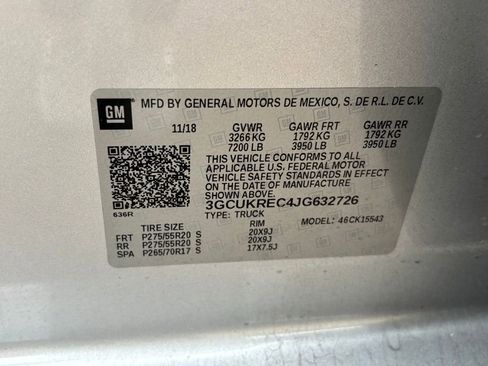 GM
MFD BY GENERAL MOTORS DE MEXICO, S. DE R.L. DE C.V.
11/18 GVWR GAWR FRT GAWR RR
3266 KG 1792 KG 1792 KG
7200 LB 3950 LB 3950 LB
THIS VEHICLE CONFORMS TO ALL
APPLICABLE U.S. FEDERAL MOTOR
VEHICLE SAFETY STANDARDS IN EFFECT
ON THE DATE OF MANUFACTURE
SHOWN ABOVE.
3GCUKREC4JG632726
636R
TYPE: TRUCK MODEL: 46CK15543
TIRE SIZE RIM
FRT P275/55R20 S 20X9J
RR P275/55R20 S 20X9J
SPA P265/70R17 S 17X7.5J